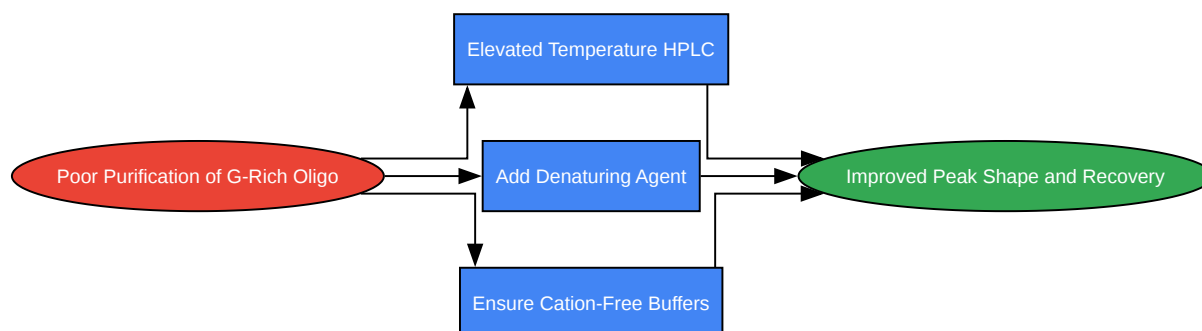 Elevated Temperature HPLC
Poor Purification of G-Rich Oligo
Add Denaturing Agent
Improved Peak Shape and Recovery
Ensure Cation-Free Buffers